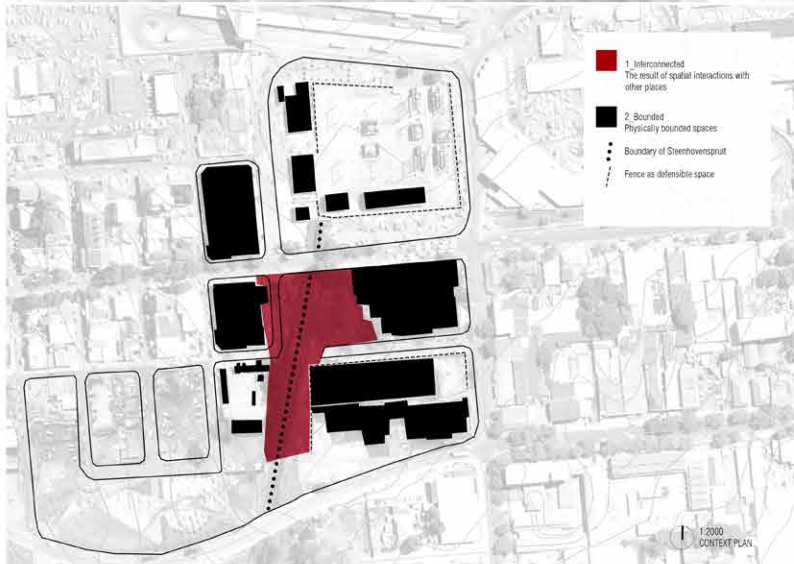 1_Interconnected
The result of spatial interactions with
other places
2_Bounded
Physically bounded spaces
Boundary of Steenhovenspruit
Fence as defensible space
1:2000
CONTEXT PLAN